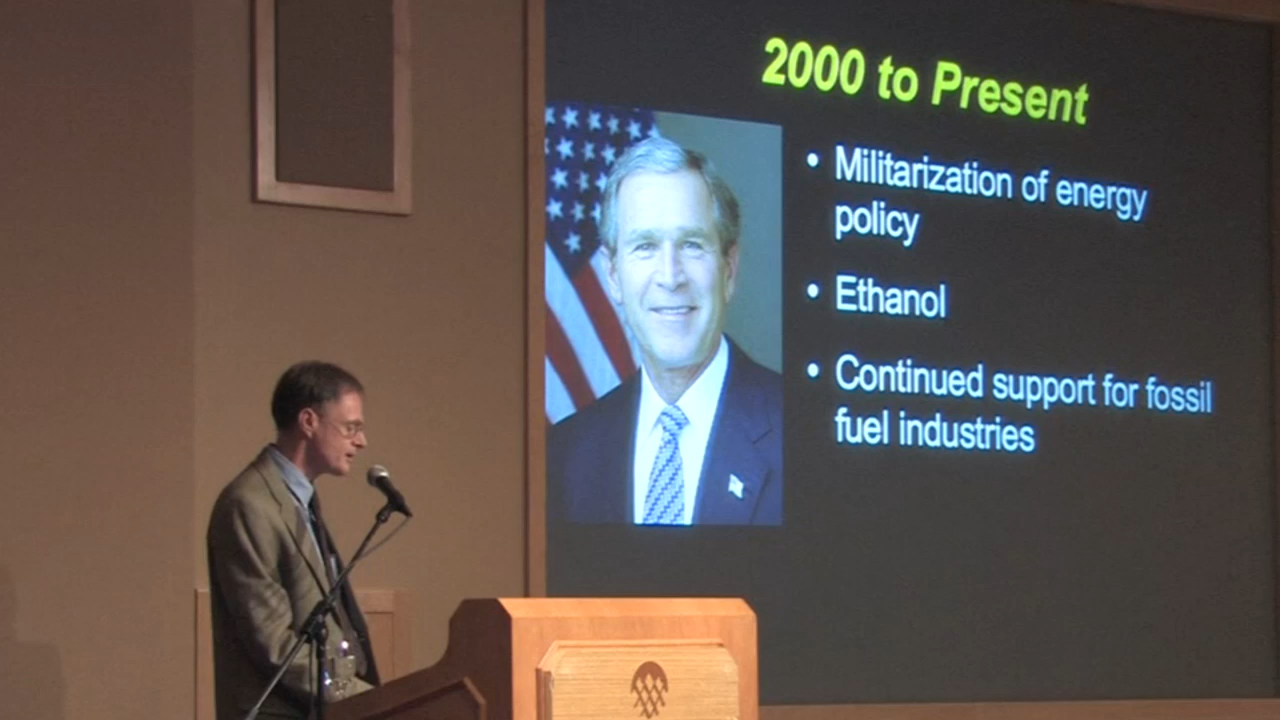 2000 to Present
• Militarization of energy
policy
• Ethanol
• Continued support for fossil
fuel industries